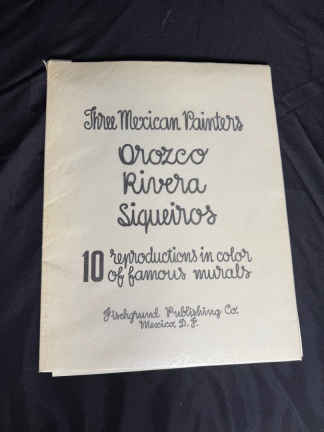 Three Mexican Painters
Orozco
Rivera
Siqueiros
10 reproductions in color
of famous murals
Fischgrund Publishing Co.
Mexico, D. F.